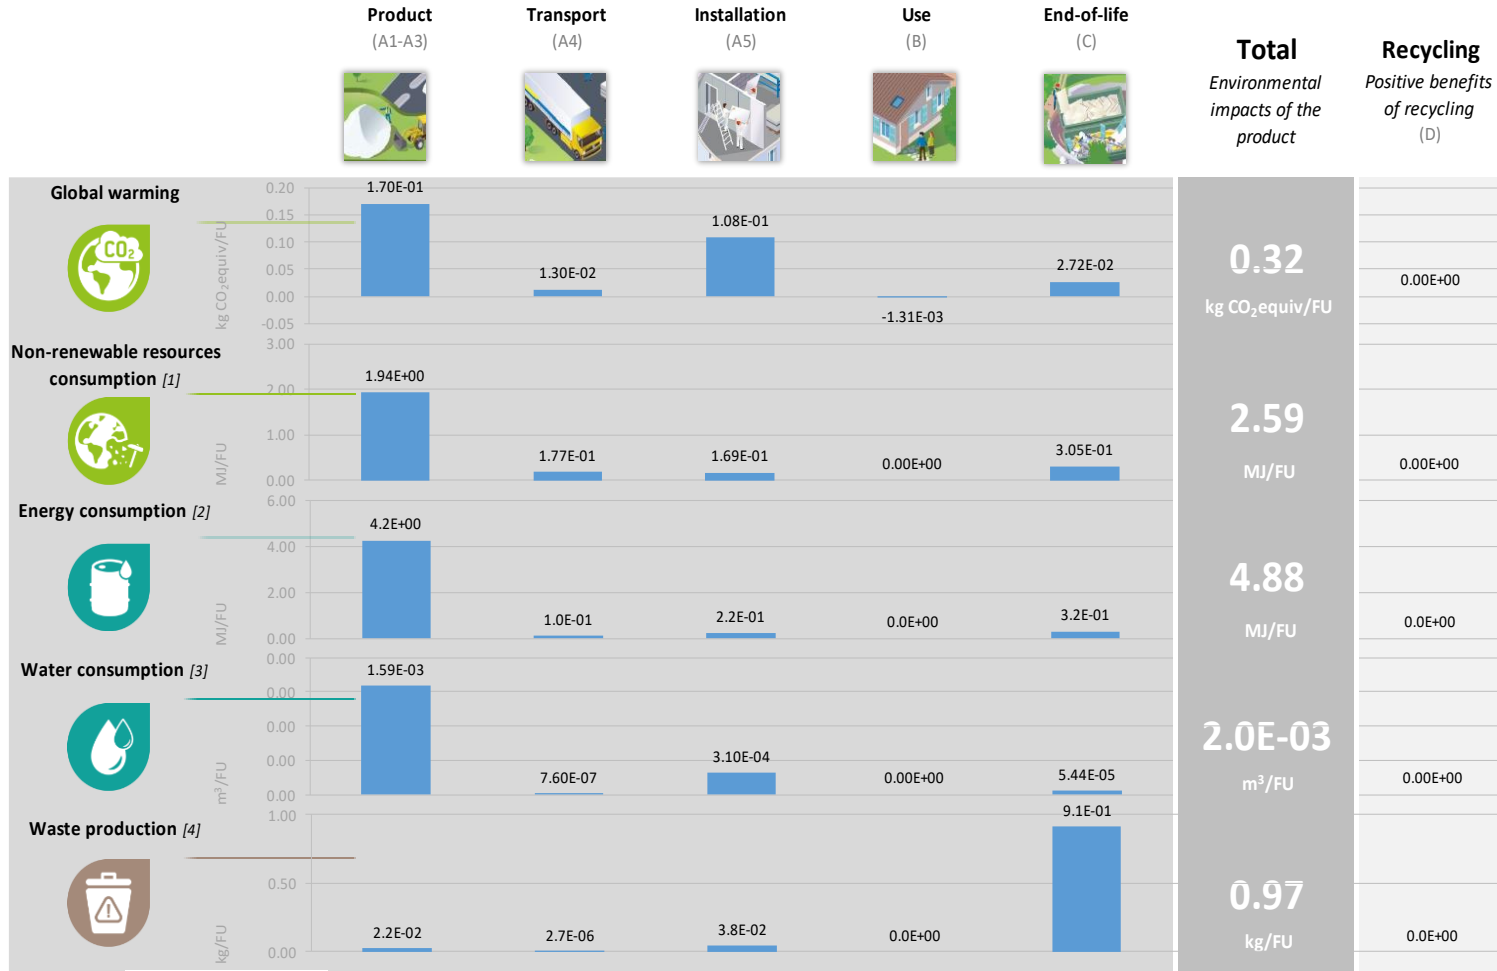 Product
(A1-A3)
Transport
(A4)
Installation
(A5)
Use
(B)
End-of-life
(C)
Total
Environmental
impacts of the
product
Recycling
Positive benefits
of recycling
(D)
Global warming
CO2
kg CO₂equiv/FU
0.20
0.15
0.10
0.05
0.00
-0.05
1.70E-01
1.30E-02
1.08E-01
-1.31E-03
2.72E-02
0.32
kg CO₂equiv/FU
0.00E+00
Non-renewable resources
consumption [1]
MJ/FU
3.00
2.00
1.00
0.00
1.94E+00
1.77E-01
1.69E-01
0.00E+00
3.05E-01
2.59
MJ/FU
0.00E+00
Energy consumption [2]
MJ/FU
6.00
4.00
2.00
0.00
4.2E+00
1.0E-01
2.2E-01
0.0E+00
3.2E-01
4.88
MJ/FU
0.0E+00
Water consumption [3]
m³/FU
0.00
0.00
0.00
0.00
0.00
1.59E-03
7.60E-07
3.10E-04
0.00E+00
5.44E-05
2.0E-03
m³/FU
0.00E+00
Waste production [4]
kg/FU
1.00
0.50
0.00
2.2E-02
2.7E-06
3.8E-02
0.0E+00
9.1E-01
0.97
kg/FU
0.0E+00